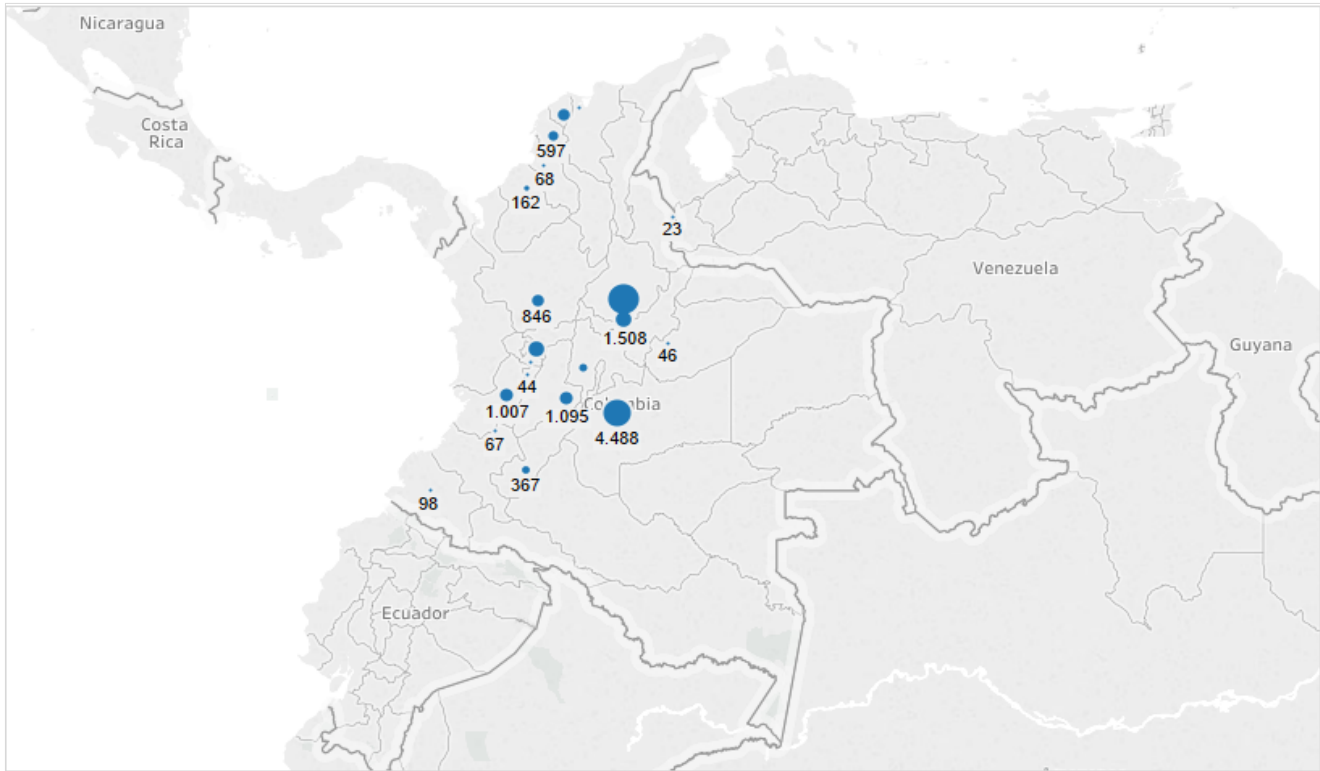 Nicaragua
Costa
Rica
597
68
162
23
Venezuela
846
1.508
46
Guyana
44
1.007
1.095
Colombia
4.488
67
367
98
Ecuador